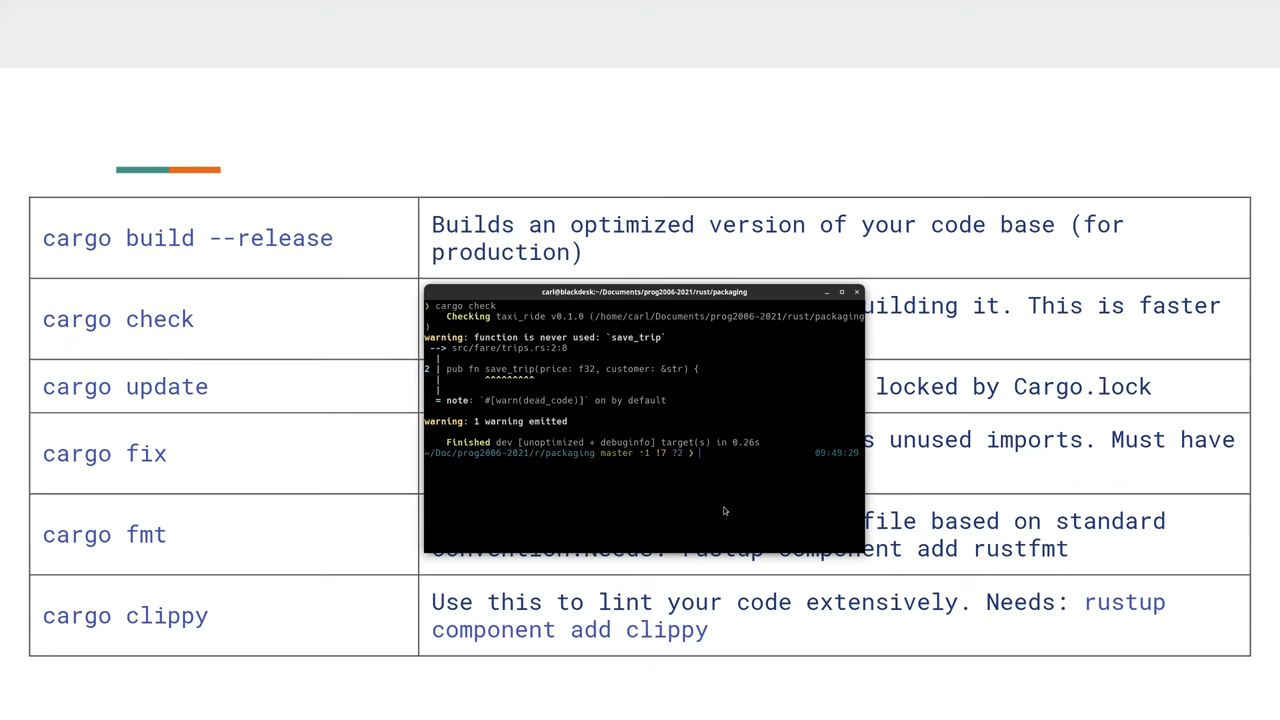 cargo build --release
Builds an optimized version of your code base (for
production)
cargo check
uilding it. This is faster
cargo update
locked by Cargo.lock
cargo fix
unused imports. Must have
cargo fmt
file based on standard
add rustfmt
cargo clippy
Use this to lint your code extensively. Needs: rustup
component add clippy
carl@blackdesk:~/Documents/prog2006-2021/rust/packaging
❯ cargo check
Checking taxi_ride v0.1.0 (/home/carl/Documents/prog2006-2021/rust/packaging
)
warning: function is never used: `save_trip`
--> src/fare/trips.rs:2:8
|
2 | pub fn save_trip(price: f32, customer: &str) {
| ^^^^^^^^^
|
= note: `#[warn(dead_code)]` on by default
warning: 1 warning emitted
Finished dev [unoptimized + debuginfo] target(s) in 0.26s
~/Doc/prog2006-2021/r/packaging master ⇡1 !7 ?2 ❯ 09:49:29